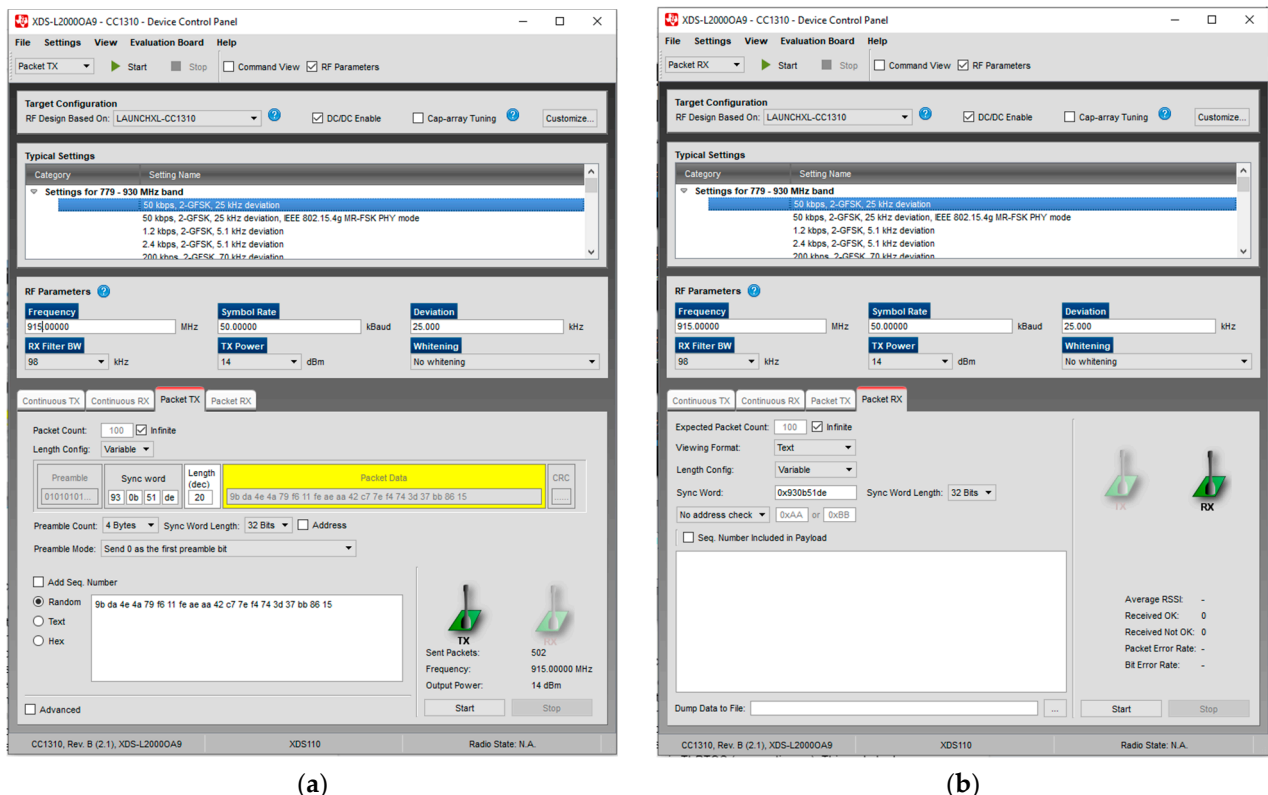 XDS-L2000OA9 - CC1310 - Device Control Panel
File Settings View Evaluation Board Help
Packet TX Start Stop Command View RF Parameters
Target Configuration
RF Design Based On: LAUNCHXL-CC1310 ? DC/DC Enable Cap-array Tuning ? Customize...
Typical Settings
Category Setting Name
Settings for 779 - 930 MHz band
50 kbps, 2-GFSK, 25 kHz deviation
50 kbps, 2-GFSK, 25 kHz deviation, IEEE 802.15.4g MR-FSK PHY mode
1.2 kbps, 2-GFSK, 5.1 kHz deviation
2.4 kbps, 2-GFSK, 5.1 kHz deviation
200 kbps, 2-GFSK, 70 kHz deviation
RF Parameters ?
Frequency Symbol Rate Deviation
915.00000 MHz 50.00000 kBaud 25.000 kHz
RX Filter BW TX Power Whitening
98 kHz 14 dBm No whitening
Continuous TX Continuous RX Packet TX Packet RX
Packet Count: 100 Infinite
Length Config: Variable
Preamble Sync word Length (dec) Packet Data CRC
01010101... 93 0b 51 de 20 9b da 4e 4a 79 f6 11 fe ae aa 42 c7 7e f4 74 3d 37 bb 86 15 ......
Preamble Count: 4 Bytes Sync Word Length: 32 Bits Address
Preamble Mode: Send 0 as the first preamble bit
Add Seq. Number
Random 9b da 4e 4a 79 f6 11 fe ae aa 42 c7 7e f4 74 3d 37 bb 86 15
Text
Hex
TX RX
Sent Packets: 502
Frequency: 915.00000 MHz
Output Power: 14 dBm
Advanced Start Stop
CC1310, Rev. B (2.1), XDS-L2000OA9 XDS110 Radio State: N.A.
(a)
XDS-L2000OA9 - CC1310 - Device Control Panel
File Settings View Evaluation Board Help
Packet RX Start Stop Command View RF Parameters
Target Configuration
RF Design Based On: LAUNCHXL-CC1310 ? DC/DC Enable Cap-array Tuning ? Customize...
Typical Settings
Category Setting Name
Settings for 779 - 930 MHz band
50 kbps, 2-GFSK, 25 kHz deviation
50 kbps, 2-GFSK, 25 kHz deviation, IEEE 802.15.4g MR-FSK PHY mode
1.2 kbps, 2-GFSK, 5.1 kHz deviation
2.4 kbps, 2-GFSK, 5.1 kHz deviation
200 kbps, 2-GFSK, 70 kHz deviation
RF Parameters ?
Frequency Symbol Rate Deviation
915.00000 MHz 50.00000 kBaud 25.000 kHz
RX Filter BW TX Power Whitening
98 kHz 14 dBm No whitening
Continuous TX Continuous RX Packet TX Packet RX
Expected Packet Count: 100 Infinite
Viewing Format: Text
Length Config: Variable
Sync Word: 0x930b51de Sync Word Length: 32 Bits
No address check 0xAA or 0xBB
Seq. Number Included in Payload
TX RX
Average RSSI: -
Received OK: 0
Received Not OK: 0
Packet Error Rate: -
Bit Error Rate: -
Dump Data to File: ... Start Stop
CC1310, Rev. B (2.1), XDS-L2000OA9 XDS110 Radio State: N.A.
(b)